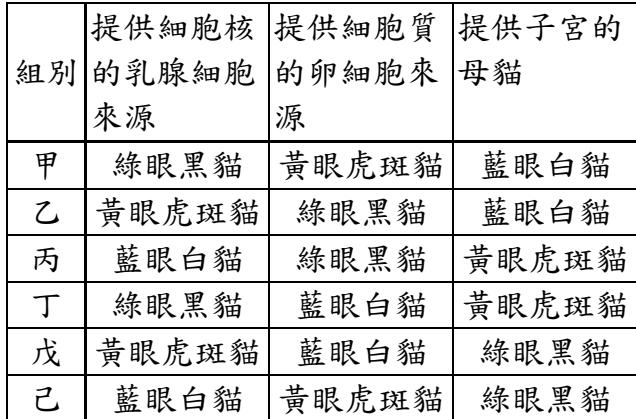 組別 提供細胞核的乳腺細胞來源 提供細胞質的卵細胞來源 提供子宮的母貓
甲 綠眼黑貓 黃眼虎斑貓 藍眼白貓
乙 黃眼虎斑貓 綠眼黑貓 藍眼白貓
丙 藍眼白貓 綠眼黑貓 黃眼虎斑貓
丁 綠眼黑貓 藍眼白貓 黃眼虎斑貓
戊 黃眼虎斑貓 藍眼白貓 綠眼黑貓
己 藍眼白貓 黃眼虎斑貓 綠眼黑貓